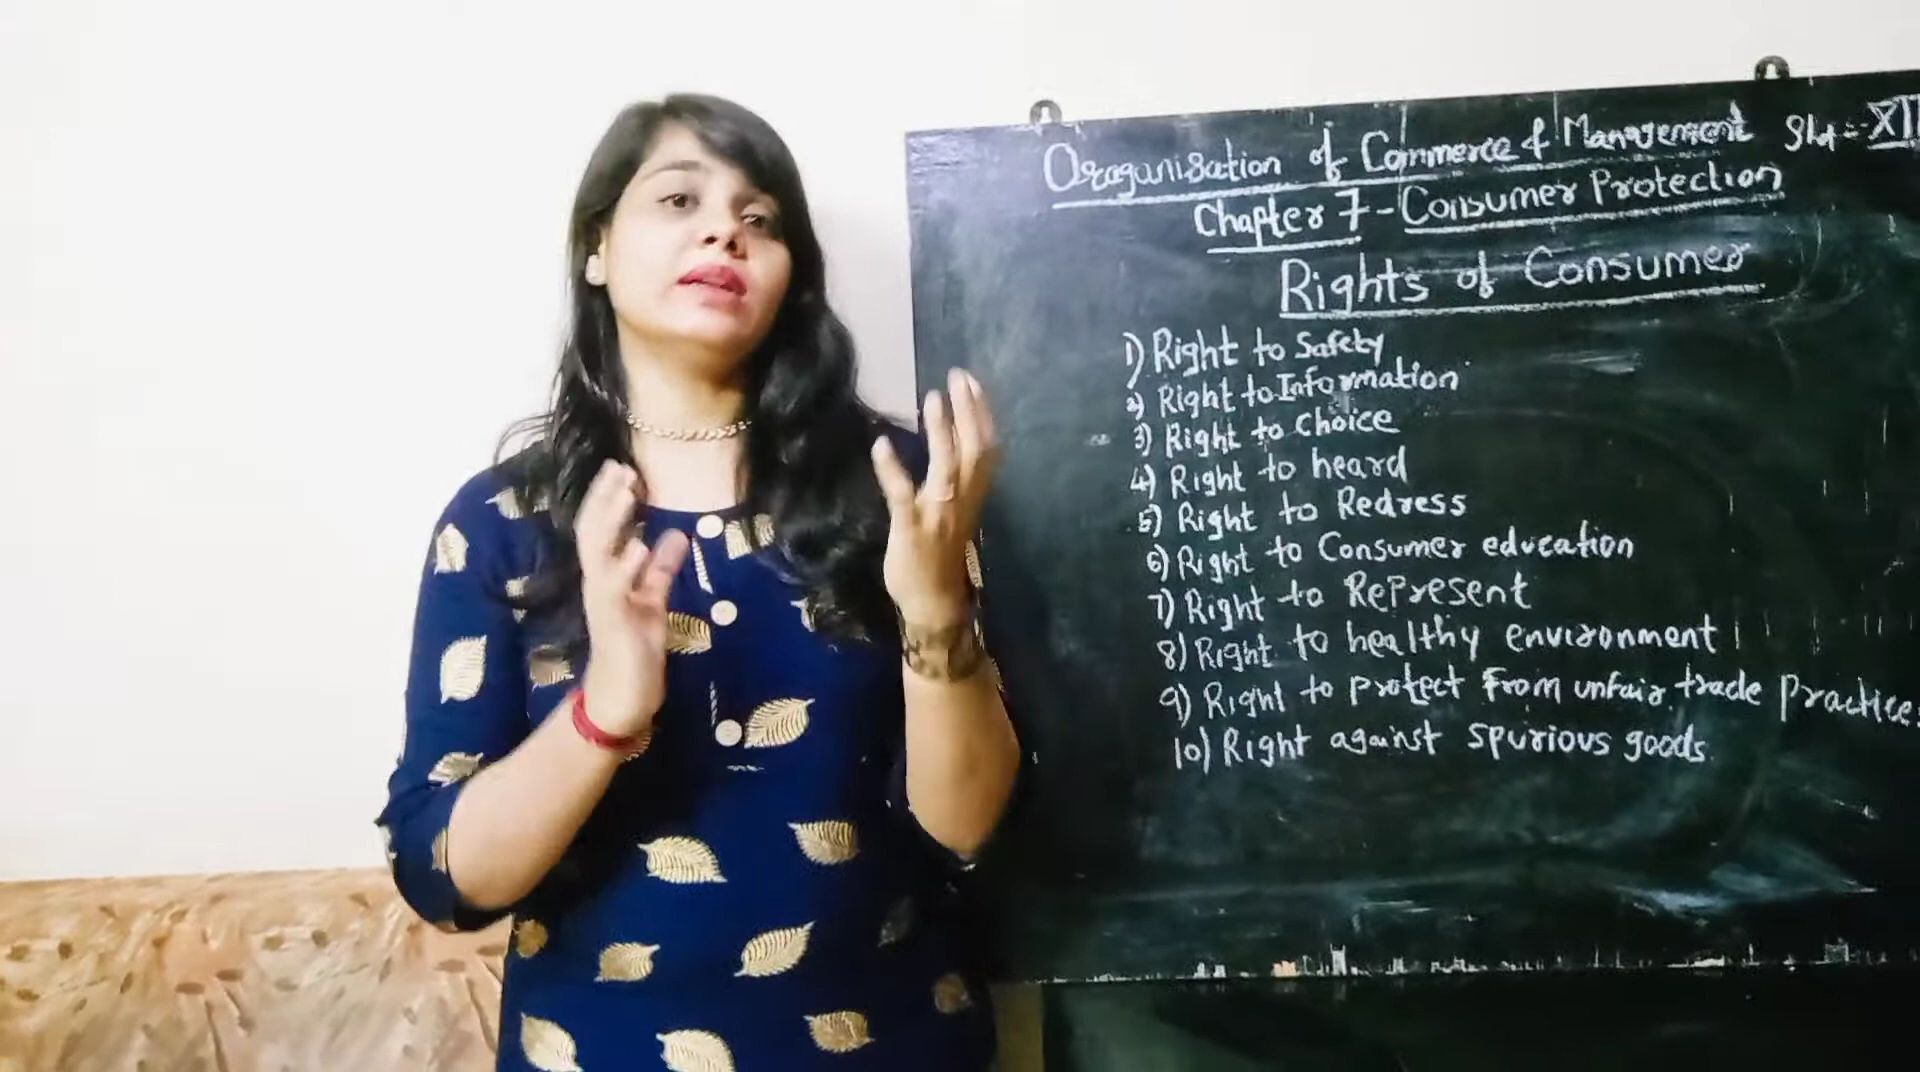 Oraganisation of Commerce & Management Std - XII
Chapter 7 - Consumer Protection
Rights of Consumer
1) Right to Safety
2) Right to Information
3) Right to Choice
4) Right to heard
5) Right to Redress
6) Right to Consumer education
7) Right to Represent
8) Right to healthy environment
9) Right to protect From unfair trade Practices
10) Right against spurious goods.